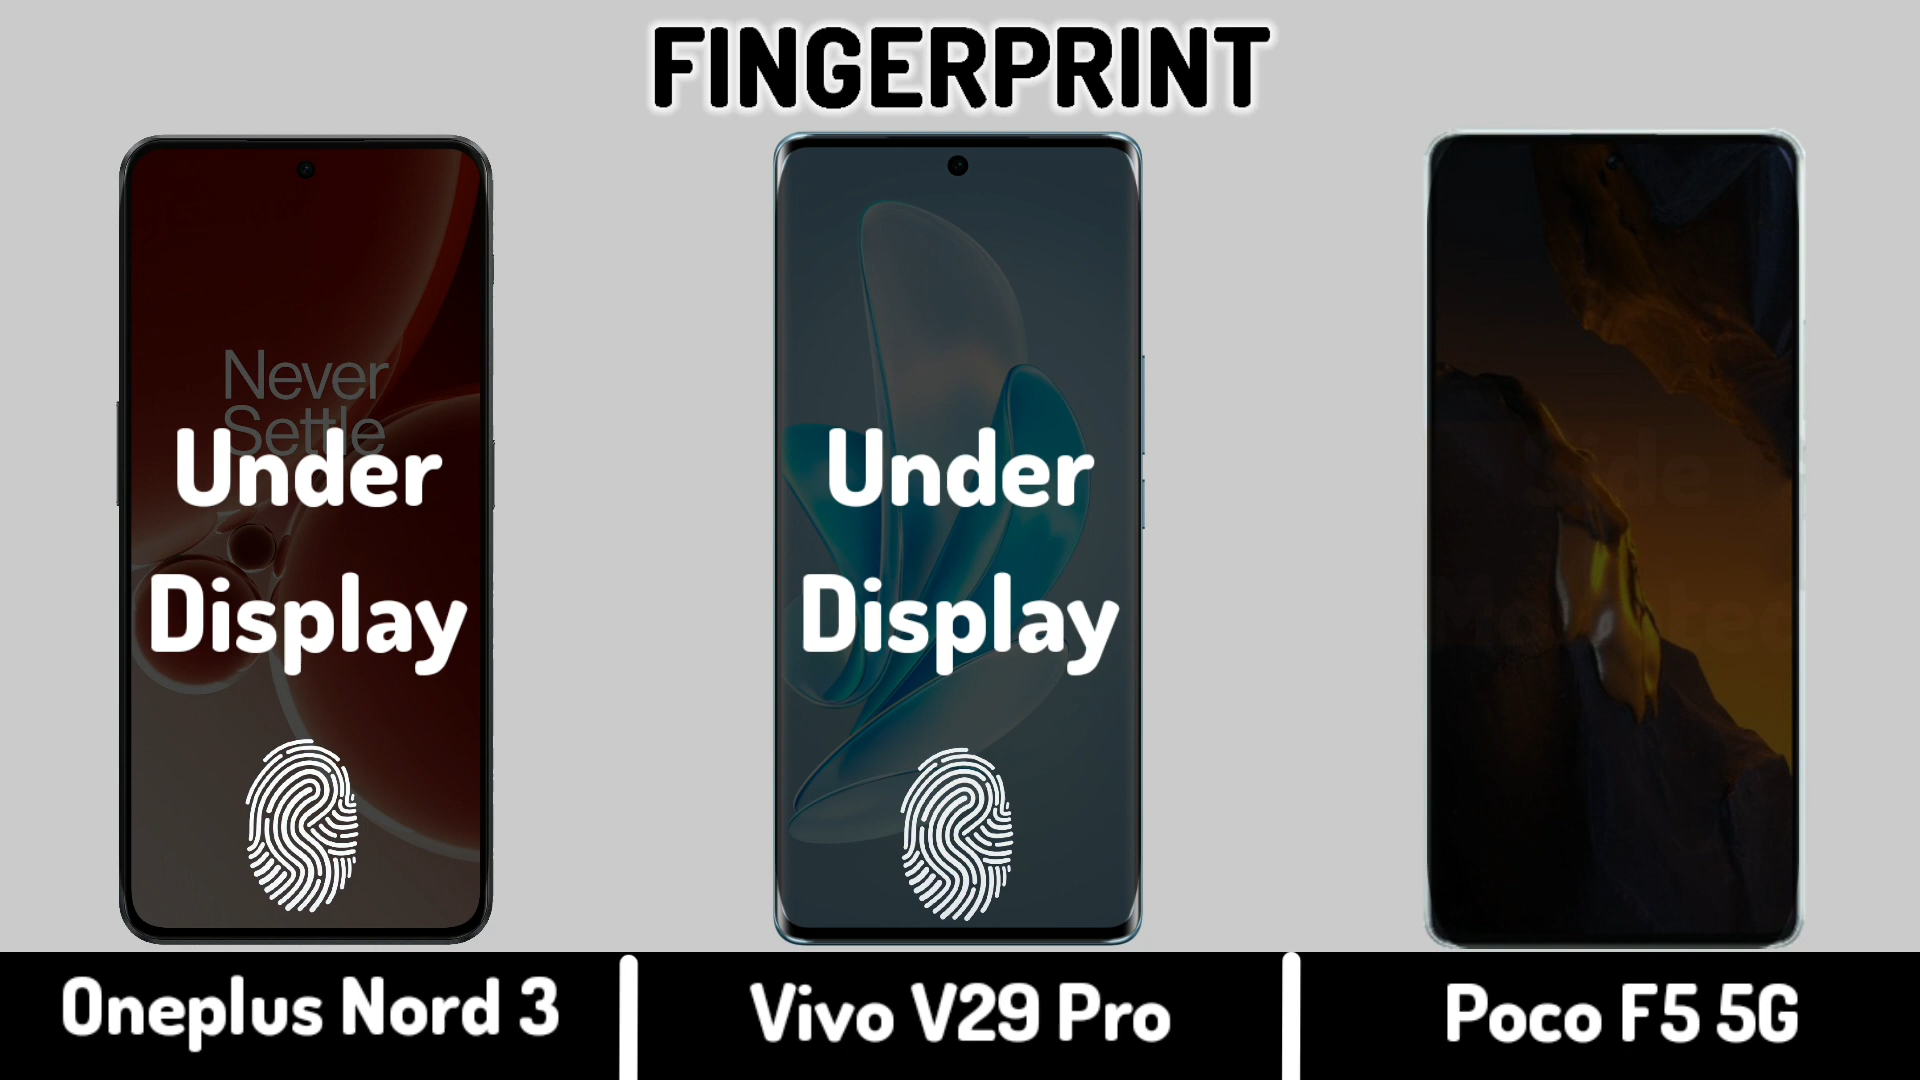 FINGERPRINT
Never
Settle
Under
Display
Under
Display
Oneplus Nord 3
Vivo V29 Pro
Poco F5 5G